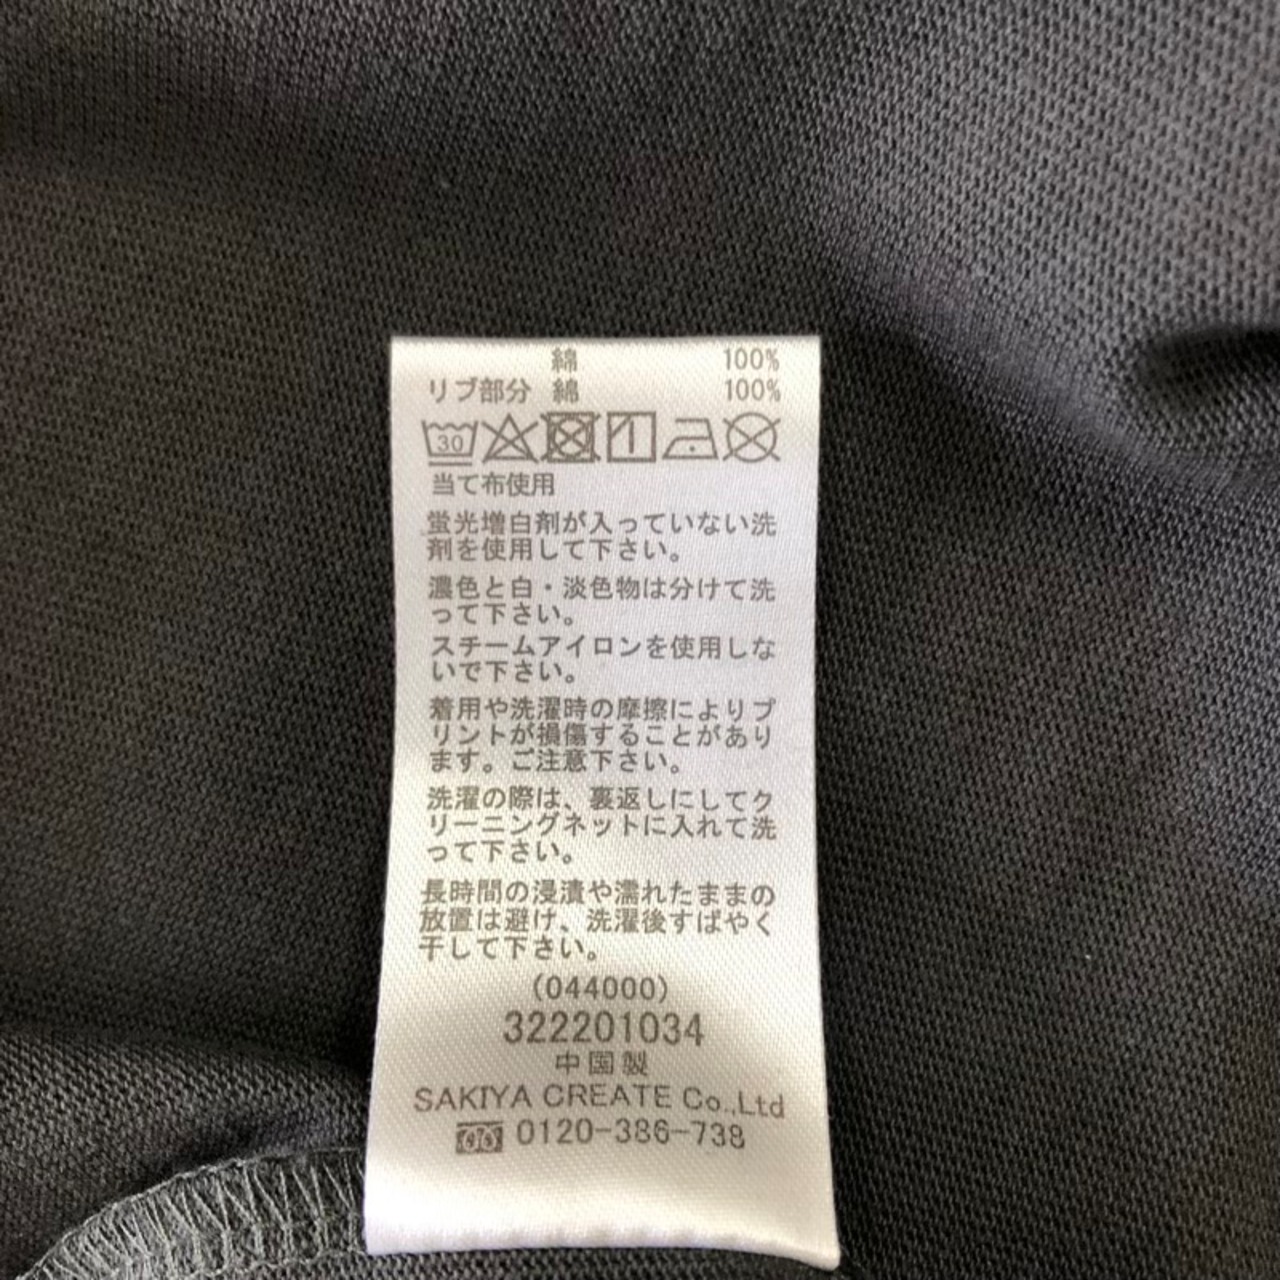 綿 100%
リブ部分 綿 100%
30
当て布使用
蛍光増白剤が入っていない洗
剤を使用して下さい。
濃色と白・淡色物は分けて洗
って下さい。
スチームアイロンを使用しな
いで下さい。
着用や洗濯時の摩擦によりプ
リントが損傷することがあり
ます。ご注意下さい。
洗濯の際は、裏返しにしてク
リーニングネットに入れて洗
って下さい。
長時間の浸漬や濡れたままの
放置は避け、洗濯後すばやく
干して下さい。
(044000)
322201034
中国製
SAKIYA CREATE Co.,Ltd
0120-386-738